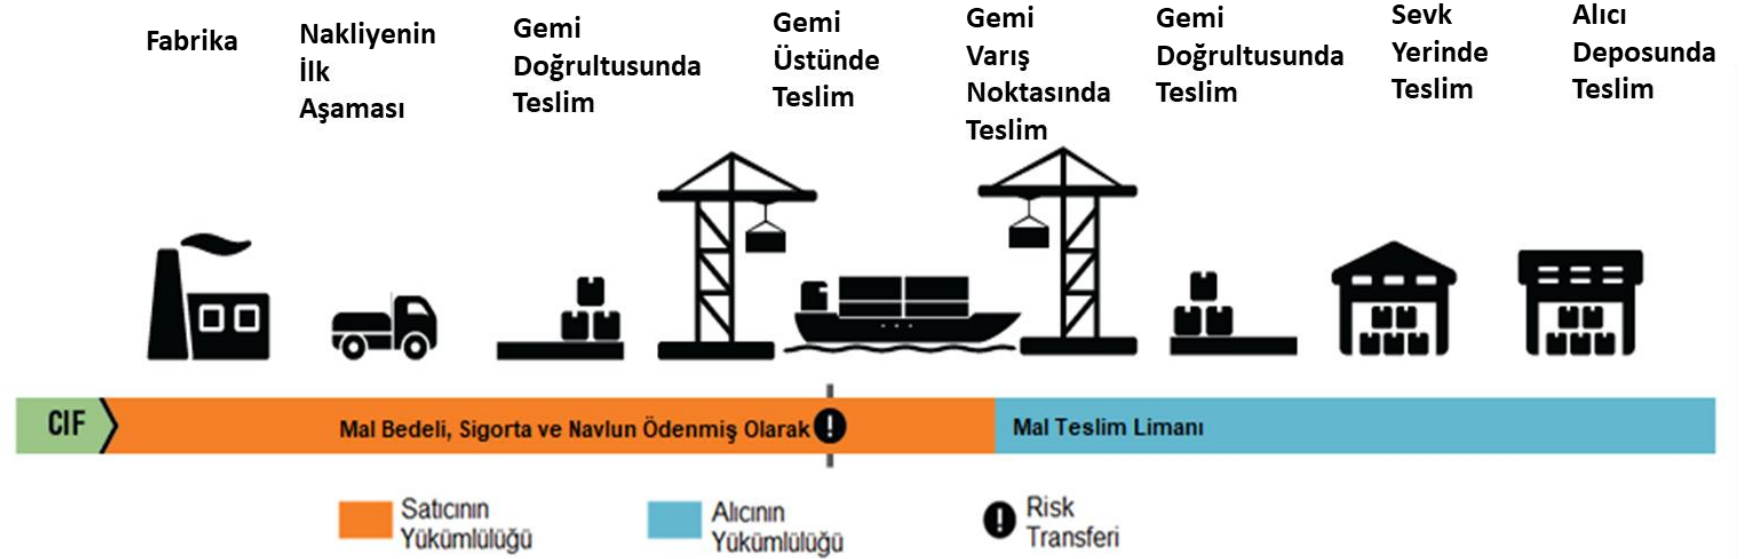 Fabrika
Nakliyenin
İlk
Aşaması
Gemi
Doğrultusunda
Teslim
Gemi
Üstünde
Teslim
Gemi
Varış
Noktasında
Teslim
Gemi
Doğrultusunda
Teslim
Sevk
Yerinde
Teslim
Alıcı
Deposunda
Teslim
CIF
Mal Bedeli, Sigorta ve Navlun Ödenmiş Olarak
Mal Teslim Limanı
Satıcının
Yükümlülüğü
Alıcının
Yükümlülüğü
Risk
Transferi